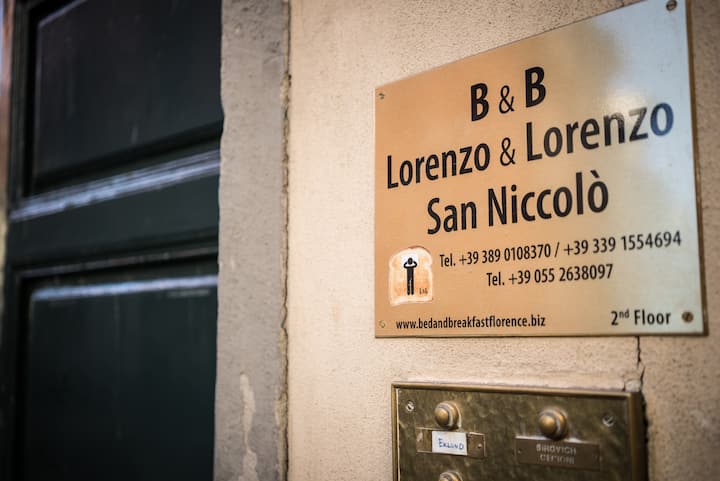 B & B
Lorenzo & Lorenzo
San Niccolò
Tel. +39 389 0108370 / +39 339 1554694
Tel. +39 055 2638097
www.bedandbreakfastflorence.biz
2nd Floor
EKLUND